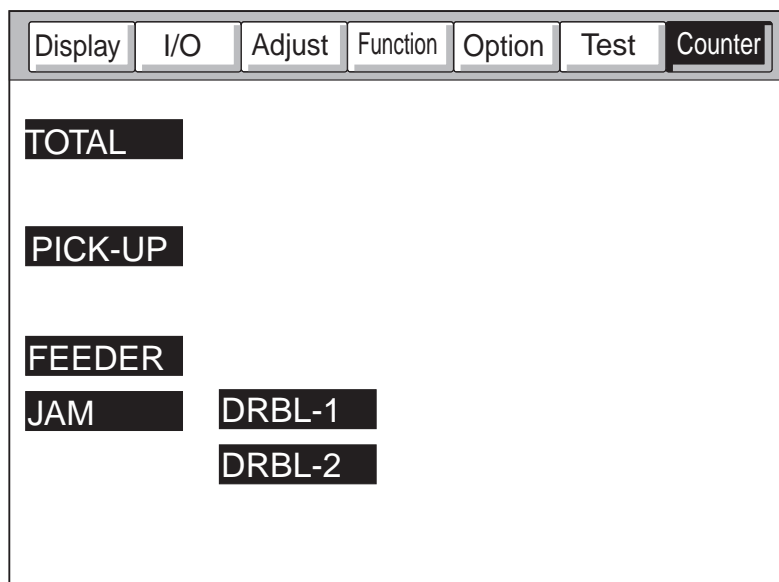 Display I/O Adjust Function Option Test Counter
TOTAL
PICK-UP
FEEDER
JAM DRBL-1
DRBL-2